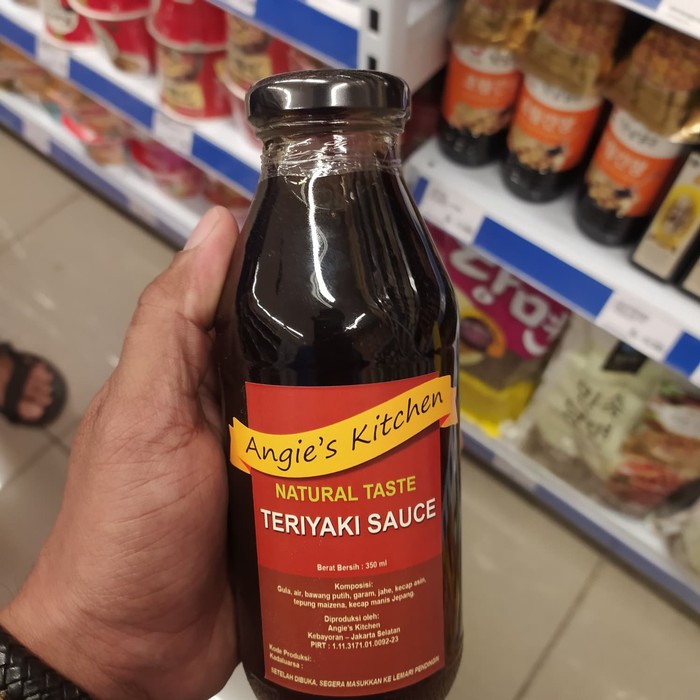 Angie's Kitchen
NATURAL TASTE
TERIYAKI SAUCE
Berat Bersih : 350 ml
Komposisi:
Gula, air, bawang putih, garam, jahe, kecap asin,
tepung maizena, kecap manis Jepang.
Diproduksi oleh:
Angie's Kitchen
Kebayoran – Jakarta Selatan
PIRT : 1.11.3171.01.0092-23
Kode Produksi:
Kadaluarsa :
SETELAH DIBUKA, SEGERA MASUKKAN KE LEMARI PENDINGIN